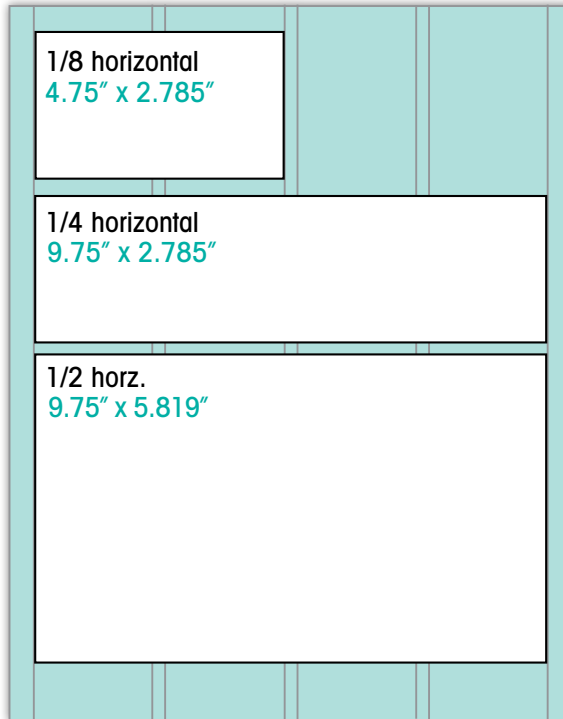 1/8 horizontal
4.75″ x 2.785″
1/4 horizontal
9.75″ x 2.785″
1/2 horz.
9.75″ x 5.819″